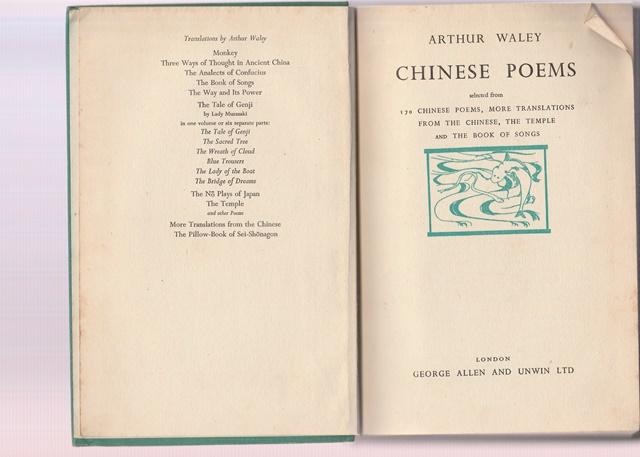 Translations by Arthur Waley
Monkey
Three Ways of Thought in Ancient China
The Analects of Confucius
The Book of Songs
The Way and Its Power
The Tale of Genji
by Lady Murasaki
in one volume or six separate parts:
The Tale of Genji
The Sacred Tree
The Wreath of Cloud
Blue Trousers
The Lady of the Boat
The Bridge of Dreams
The Nō Plays of Japan
The Temple
and other Poems
More Translations from the Chinese
The Pillow-Book of Sei-Shōnagon
ARTHUR WALEY
CHINESE POEMS
selected from
170 CHINESE POEMS, MORE TRANSLATIONS
FROM THE CHINESE, THE TEMPLE
AND THE BOOK OF SONGS
LONDON
GEORGE ALLEN AND UNWIN LTD